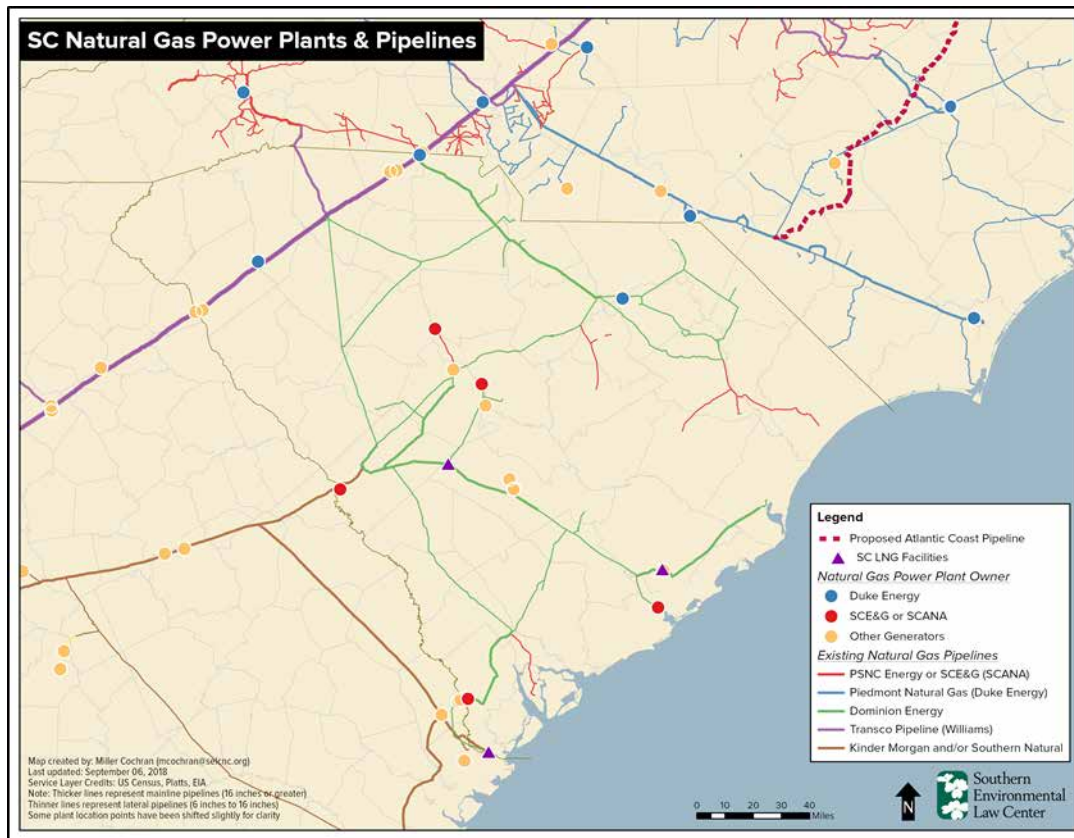 SC Natural Gas Power Plants & Pipelines
Legend
Proposed Atlantic Coast Pipeline
SC LNG Facilities
Natural Gas Power Plant Owner
Duke Energy
SCE&G or SCANA
Other Generators
Existing Natural Gas Pipelines
PSNC Energy or SCE&G (SCANA)
Piedmont Natural Gas (Duke Energy)
Dominion Energy
Transco Pipeline (Williams)
Kinder Morgan and/or Southern Natural
Map created by: Miller Cochran (mcochran@selcnc.org)
Last updated: September 06, 2018
Service Layer Credits: US Census, Platts, EIA
Note: Thicker lines represent mainline pipelines (16 inches or greater)
Thinner lines represent lateral pipelines (6 inches to 16 inches)
Some plant location points have been shifted slightly for clarity
0 10 20 30 40
Miles
N
Southern
Environmental
Law Center